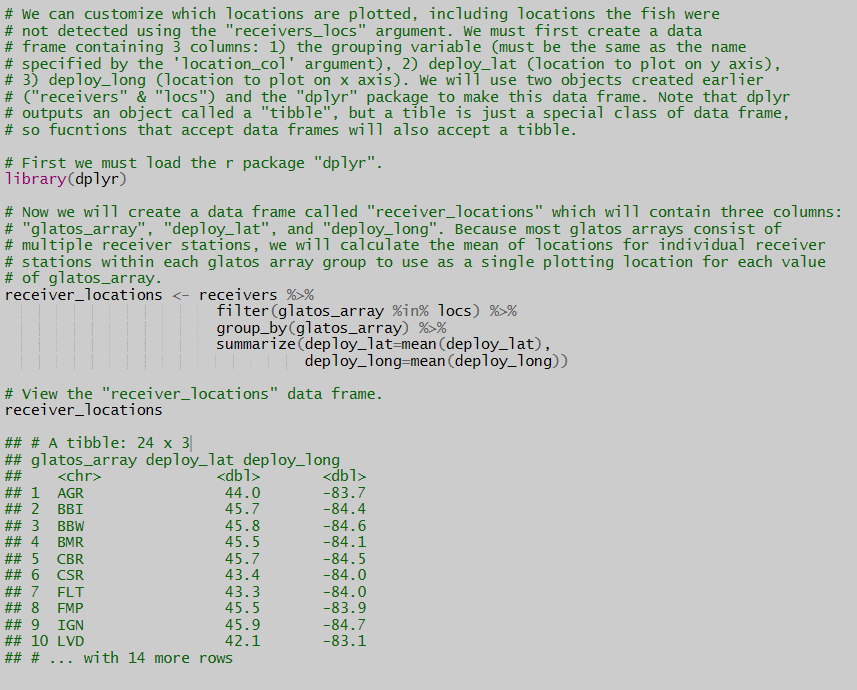 # We can customize which locations are plotted, including locations the fish were
# not detected using the "receivers_locs" argument. We must first create a data
# frame containing 3 columns: 1) the grouping variable (must be the same as the name
# specified by the 'location_col' argument), 2) deploy_lat (location to plot on y axis),
# 3) deploy_long (location to plot on x axis). We will use two objects created earlier
# ("receivers" & "locs") and the "dplyr" package to make this data frame. Note that dplyr
# outputs an object called a "tibble", but a tible is just a special class of data frame,
# so fucntions that accept data frames will also accept a tibble.

# First we must load the r package "dplyr".
library(dplyr)

# Now we will create a data frame called "receiver_locations" which will contain three columns:
# "glatos_array", "deploy_lat", and "deploy_long". Because most glatos arrays consist of
# multiple receiver stations, we will calculate the mean of locations for individual receiver
# stations within each glatos array group to use as a single plotting location for each value
# of glatos_array.
receiver_locations <- receivers %>%
                        filter(glatos_array %in% locs) %>%
                        group_by(glatos_array) %>%
                        summarize(deploy_lat=mean(deploy_lat),
                                  deploy_long=mean(deploy_long))

# View the "receiver_locations" data frame.
receiver_locations

## # A tibble: 24 x 3
## glatos_array deploy_lat deploy_long
##    <chr>             <dbl>       <dbl>
## 1  AGR                44.0       -83.7
## 2  BBI                45.7       -84.4
## 3  BBW                45.8       -84.6
## 4  BMR                45.5       -84.1
## 5  CBR                45.7       -84.5
## 6  CSR                43.4       -84.0
## 7  FLT                43.3       -84.0
## 8  FMP                45.5       -83.9
## 9  IGN                45.9       -84.7
## 10 LVD                42.1       -83.1
## # ... with 14 more rows